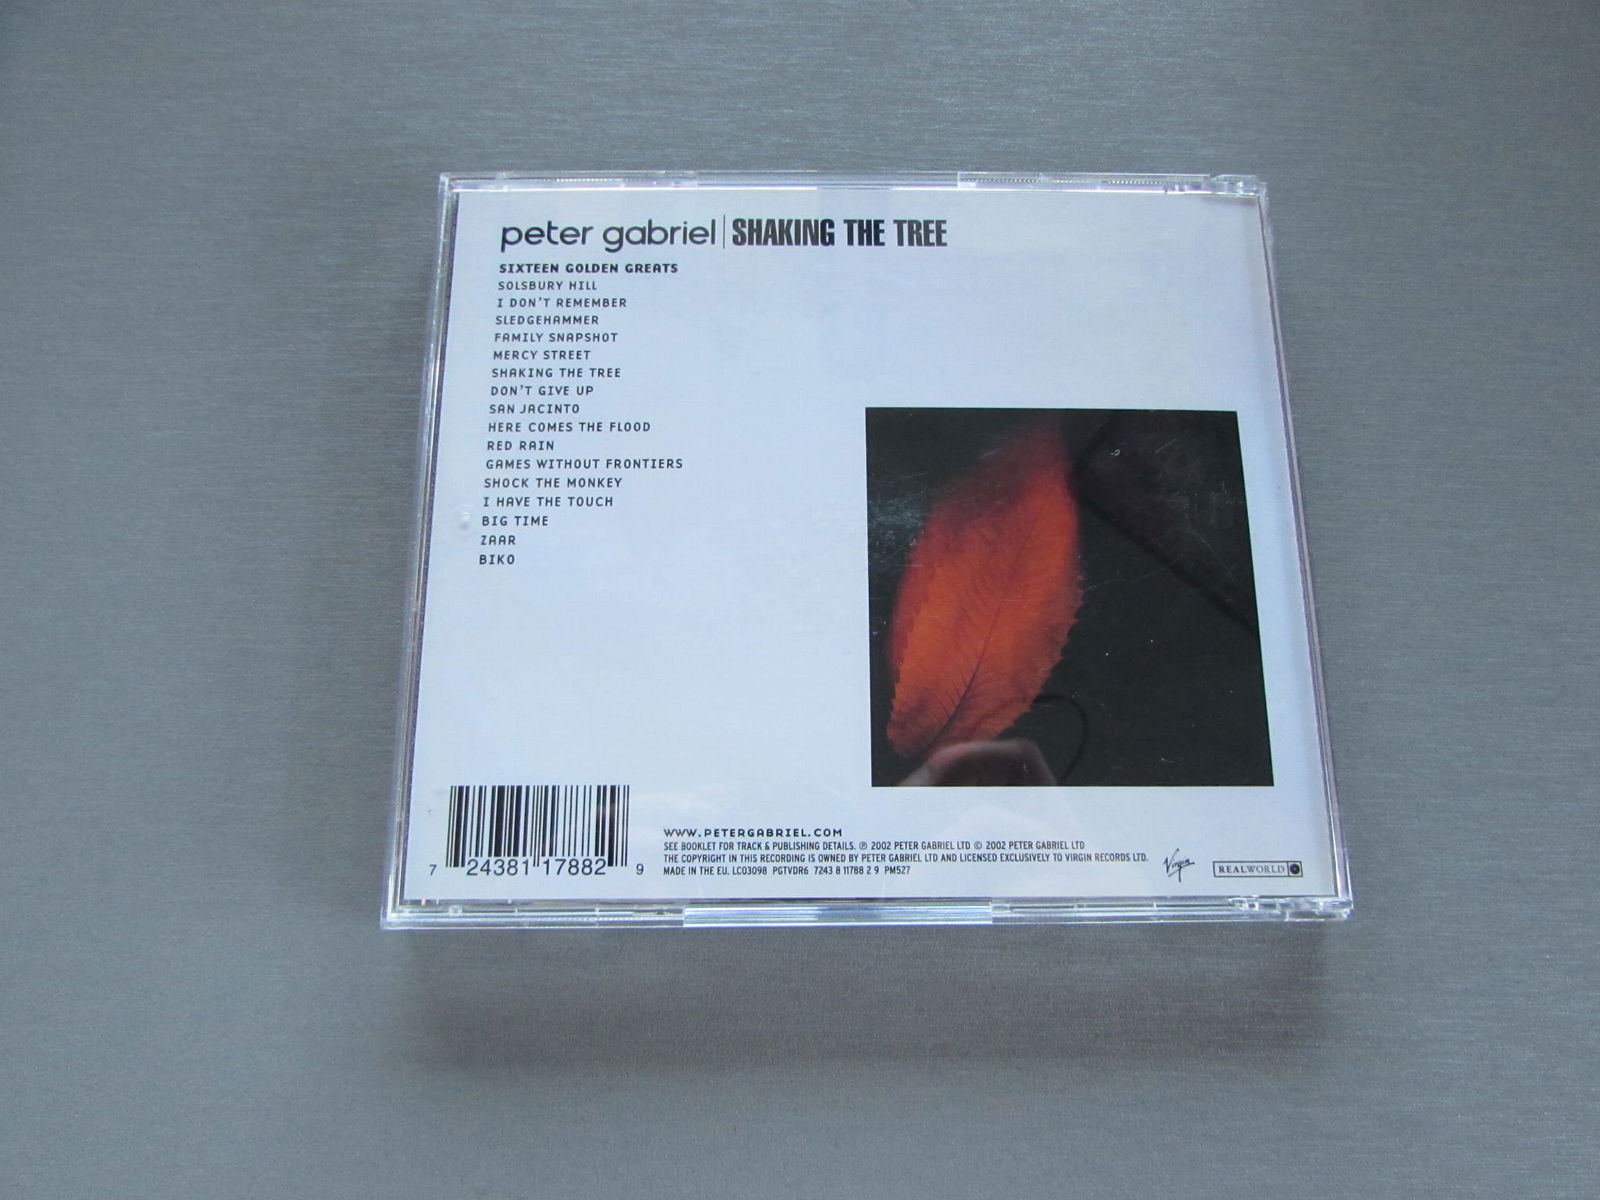 peter gabriel | SHAKING THE TREE
SIXTEEN GOLDEN GREATS
SOLSBURY HILL
I DON'T REMEMBER
SLEDGEHAMMER
FAMILY SNAPSHOT
MERCY STREET
SHAKING THE TREE
DON'T GIVE UP
SAN JACINTO
HERE COMES THE FLOOD
RED RAIN
GAMES WITHOUT FRONTIERS
SHOCK THE MONKEY
I HAVE THE TOUCH
BIG TIME
ZAAR
BIKO
7 24381 17882 9
WWW.PETERGABRIEL.COM
SEE BOOKLET FOR TRACK & PUBLISHING DETAILS. ℗ 2002 PETER GABRIEL LTD © 2002 PETER GABRIEL LTD
THE COPYRIGHT IN THIS RECORDING IS OWNED BY PETER GABRIEL LTD AND LICENSED EXCLUSIVELY TO VIRGIN RECORDS LTD.
MADE IN THE EU. LC03098 PGTVDR6 7243 8 11788 2 9 PM527
Virgin
REALWORLD